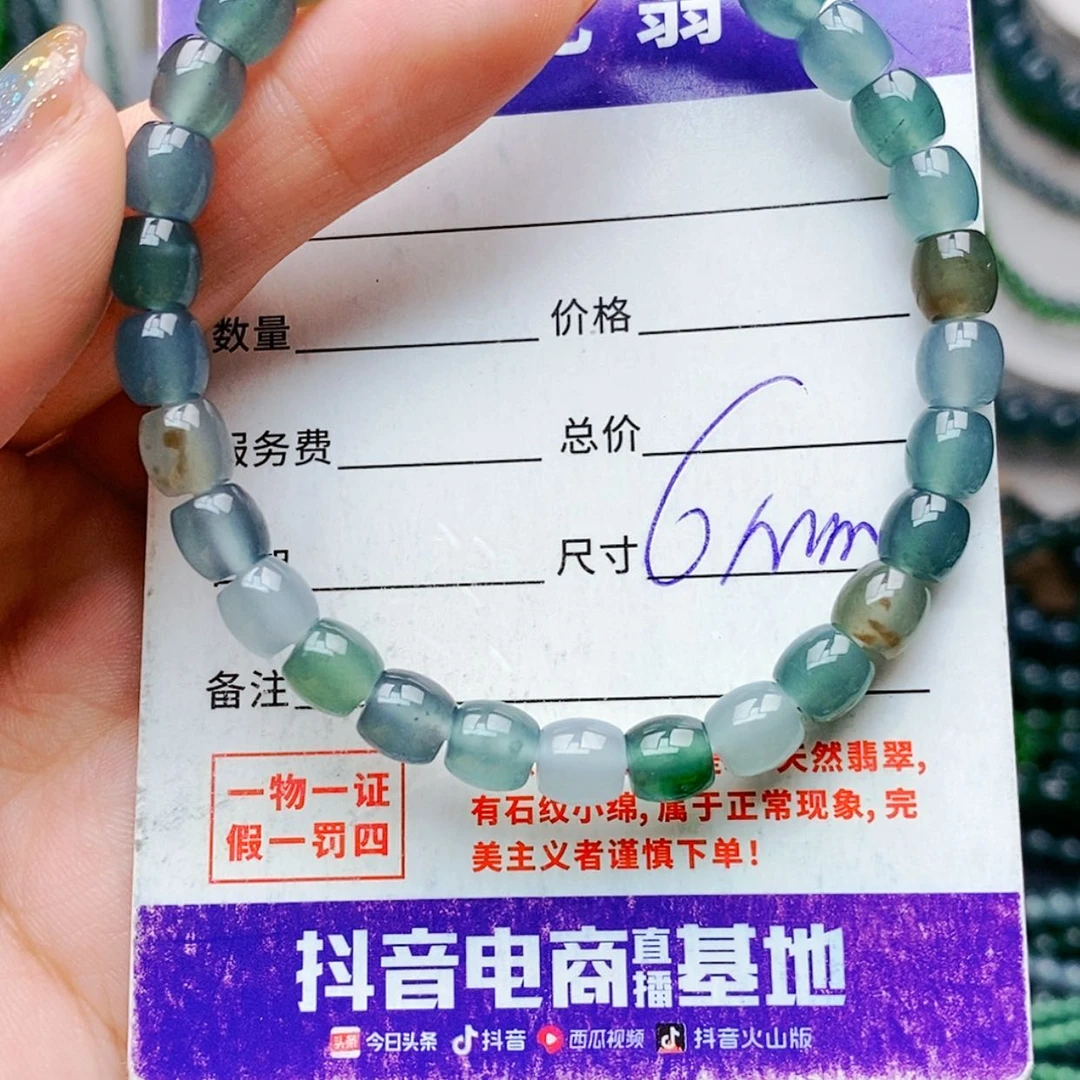 翡
数量 价格
服务费 总价
尺寸 6mm
备注
一物一证
假一罚四
天然翡翠,
有石纹小绵,属于正常现象,完
美主义者谨慎下单!
抖音电商直播基地
头条 今日头条 抖音 西瓜视频 抖音火山版